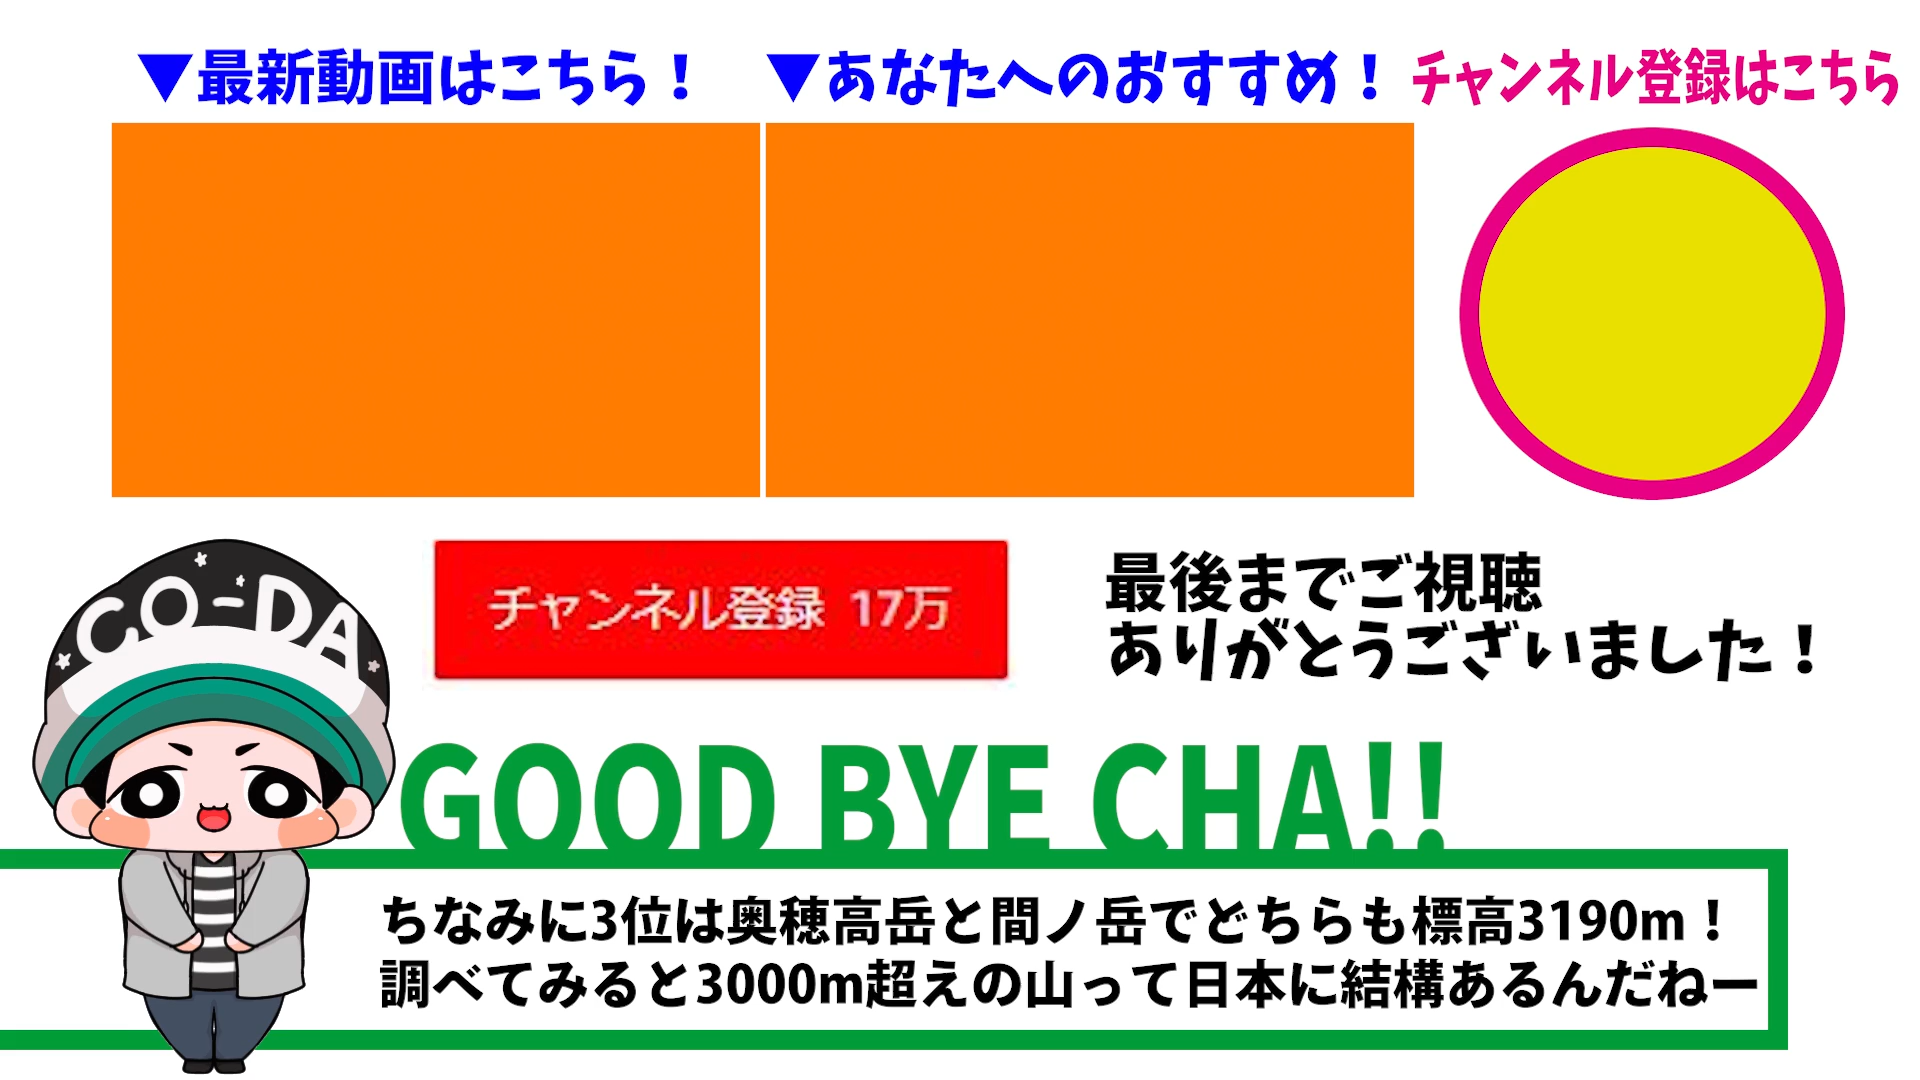 ▼最新動画はこちら！
▼あなたへのおすすめ！
チャンネル登録はこちら
CO-DA
チャンネル登録 17万
最後までご視聴
ありがとうございました！
GOOD BYE CHA!!
ちなみに3位は奥穂高岳と間ノ岳でどちらも標高3190m！
調べてみると3000m超えの山って日本に結構あるんだねー